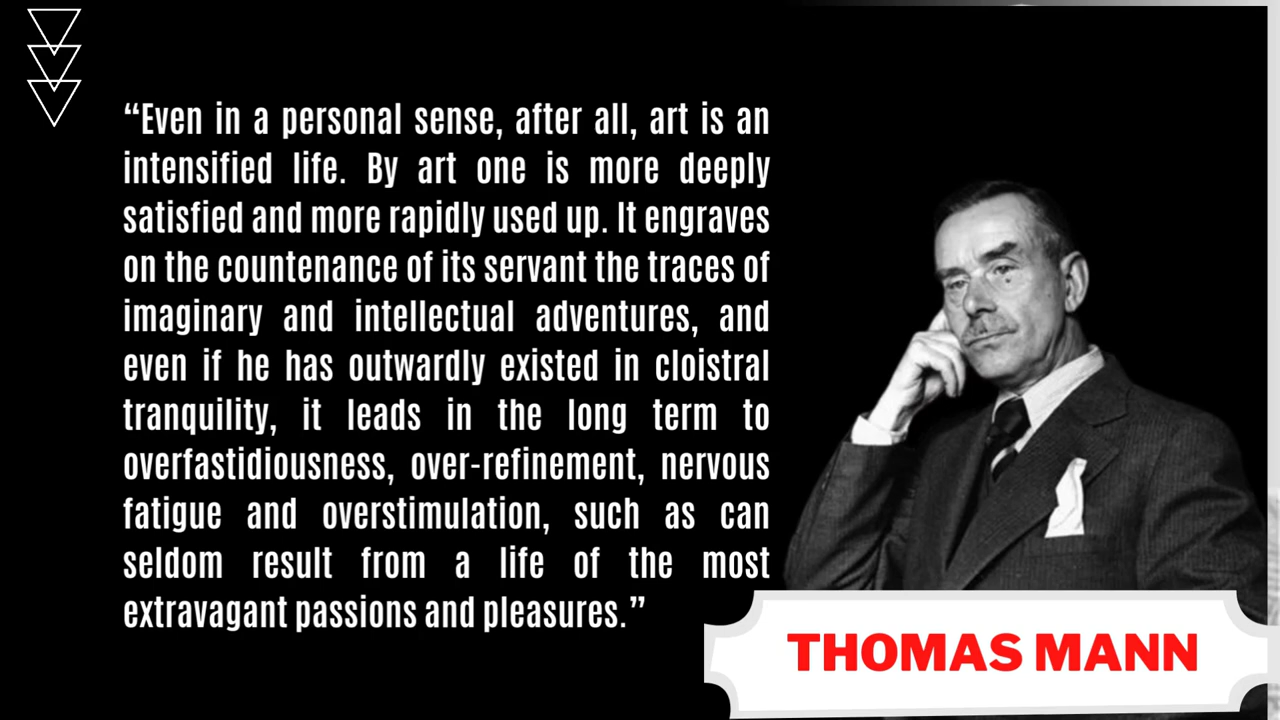 “Even in a personal sense, after all, art is an
intensified life. By art one is more deeply
satisfied and more rapidly used up. It engraves
on the countenance of its servant the traces of
imaginary and intellectual adventures, and
even if he has outwardly existed in cloistral
tranquility, it leads in the long term to
overfastidiousness, over-refinement, nervous
fatigue and overstimulation, such as can
seldom result from a life of the most
extravagant passions and pleasures.”
THOMAS MANN